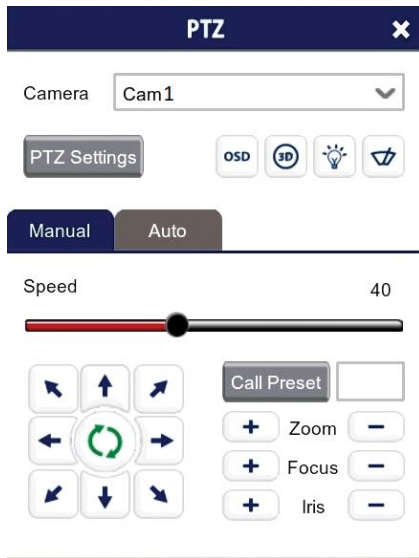 PTZ
Camera Cam1
PTZ Settings OSD 3D
Manual Auto
Speed 40
Call Preset
+ Zoom −
+ Focus −
+ Iris −